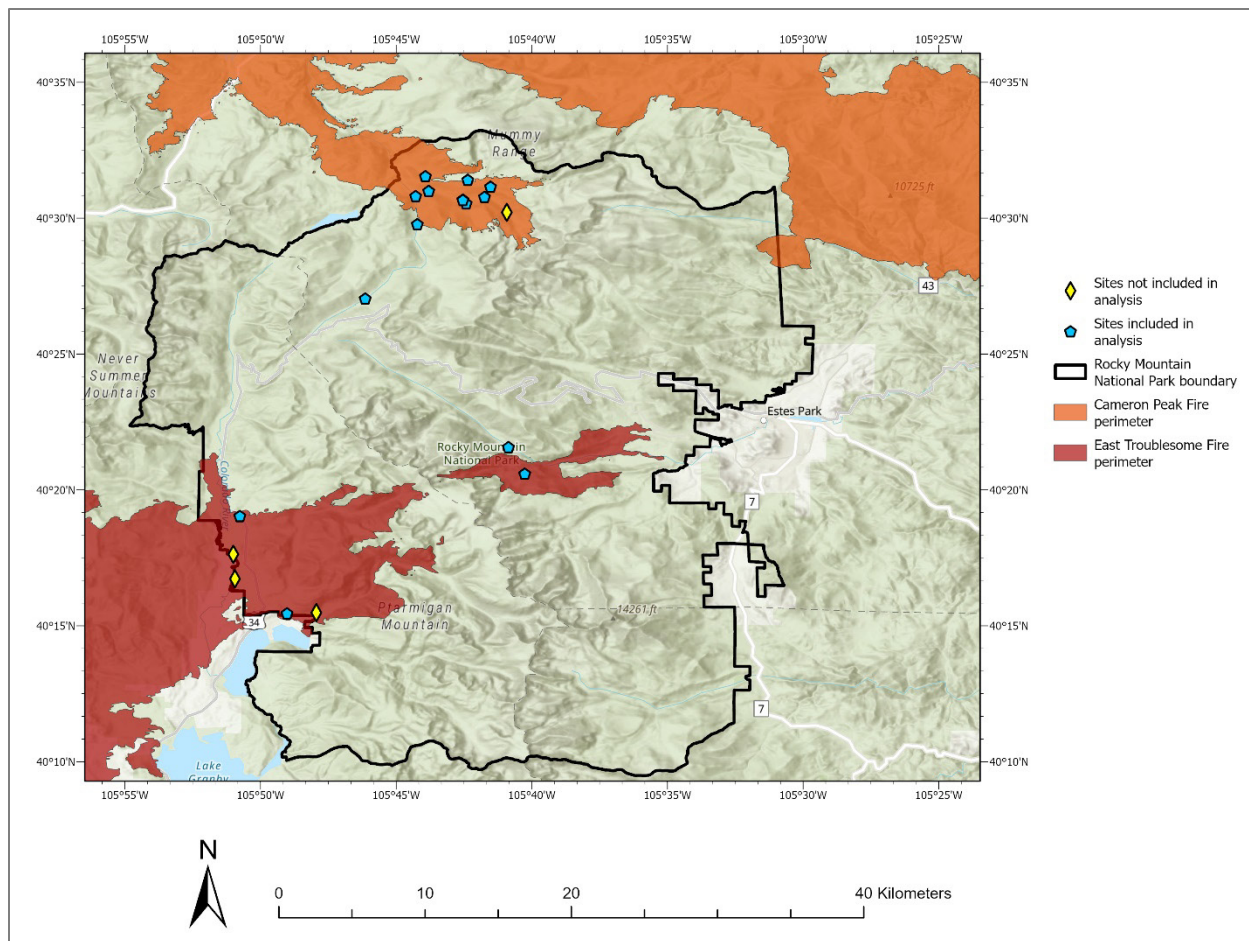 105°55'W 105°50'W 105°45'W 105°40'W 105°35'W 105°30'W 105°25'W
40°35'N 40°35'N
Mummy
Range
10725 ft
40°30'N 40°30'N
43
40°25'N 40°25'N
Never
Summer
Mountains
Estes Park
Rocky Mountain
National Park
40°20'N 40°20'N
7
Ptarmigan
Mountain
14261 ft
40°15'N 40°15'N
34
7
40°10'N 40°10'N
Lake
Granby
105°55'W 105°50'W 105°45'W 105°40'W 105°35'W 105°30'W 105°25'W
Sites not included in
analysis
Sites included in
analysis
Rocky Mountain
National Park boundary
Cameron Peak Fire
perimeter
East Troublesome Fire
perimeter
N
0 10 20 40 Kilometers